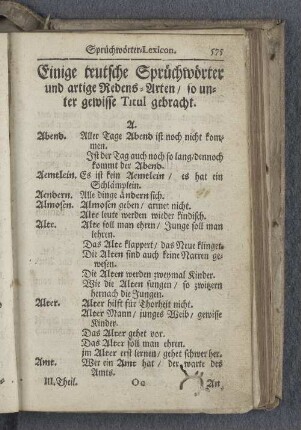 Sprüchwörter-Lexicon. 575
Einige teutsche Sprüchwörter
und artige Redens-Arten / so un-
ter gewisse Titul gebracht.
A.
Abend. Aller Tage Abend ist noch nicht kom-
men.
Ist der Tag auch noch so lang / dennoch
kommt der Abend.
Aemtlein. Es ist kein Aemtlein / es hat ein
Schlämplein.
Aendern. Alle dinge ändern sich.
Almosen. Almosen geben / armet nicht.
Alte leute werden wieder kindisch.
Alte. Alte soll man ehren / Junge soll man
lehren.
Das Alte klappert / das Neue klinget.
Die Alten sind auch keine Narren ge-
wesen.
Die Alten werden zweymal Kinder.
Wie die Alten sungen / so zwitzern
hernach die Jungen.
Alter. Alter hilft für Thorheit nicht.
Alter Mann / junges Weib / gewisse
Kinder.
Das Alter gehet vor.
Das Alter soll man ehren.
im Alter erst lernen / gehet schwer her.
Amt. Wer ein Amt hat / der warte des
Amts.
III. Theil. Oo An,